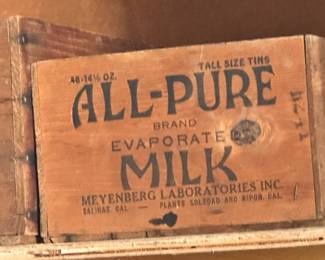 48-14½ OZ. TALL SIZE TINS
ALL-PURE
BRAND
EVAPORATE
MILK
MEYENBERG LABORATORIES INC.
SALINAS, CAL. — PLANTS SOLEDAD AND RIPON, CAL.